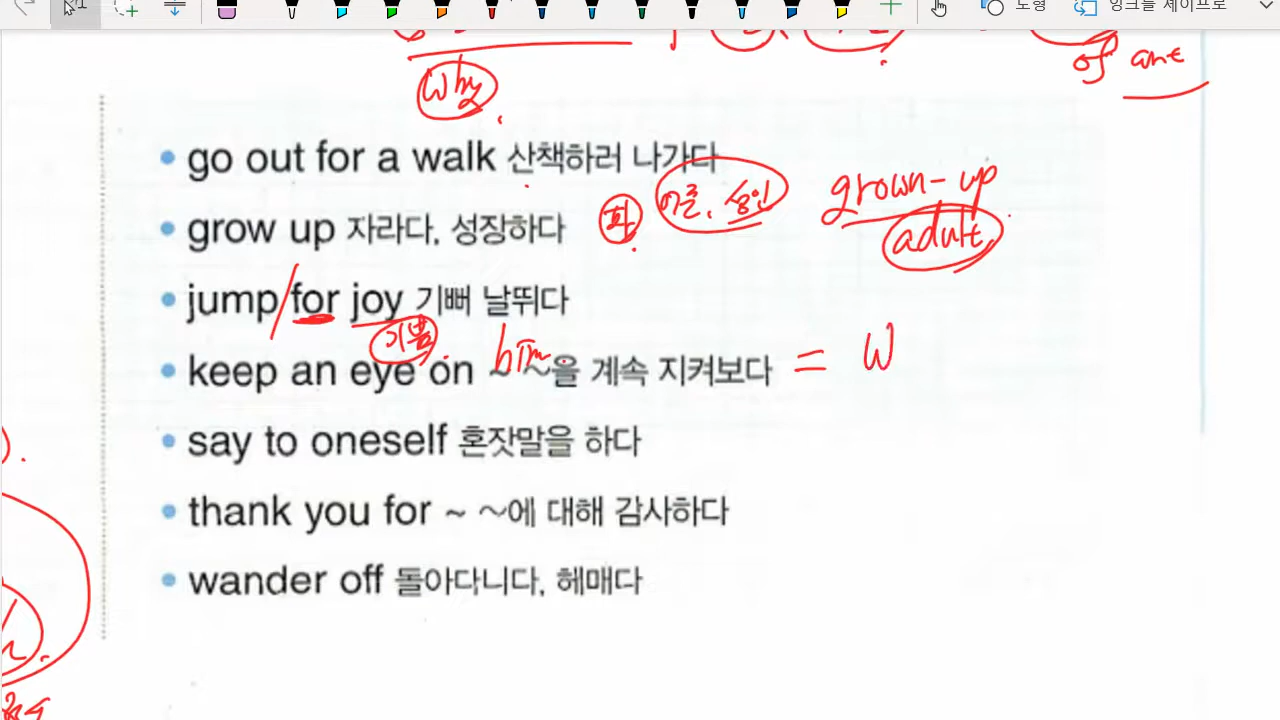 도형 잉크를 셰이프로
of ant
why
go out for a walk 산책하러 나가다
grow up 자라다, 성장하다 파 어른, 성인 grown-up
adult
jump/for joy 기뻐 날뛰다
기쁨
keep an eye on ~ ~을 계속 지켜보다 = W
him
say to oneself 혼잣말을 하다
thank you for ~ ~에 대해 감사하다
wander off 돌아다니다, 헤매다